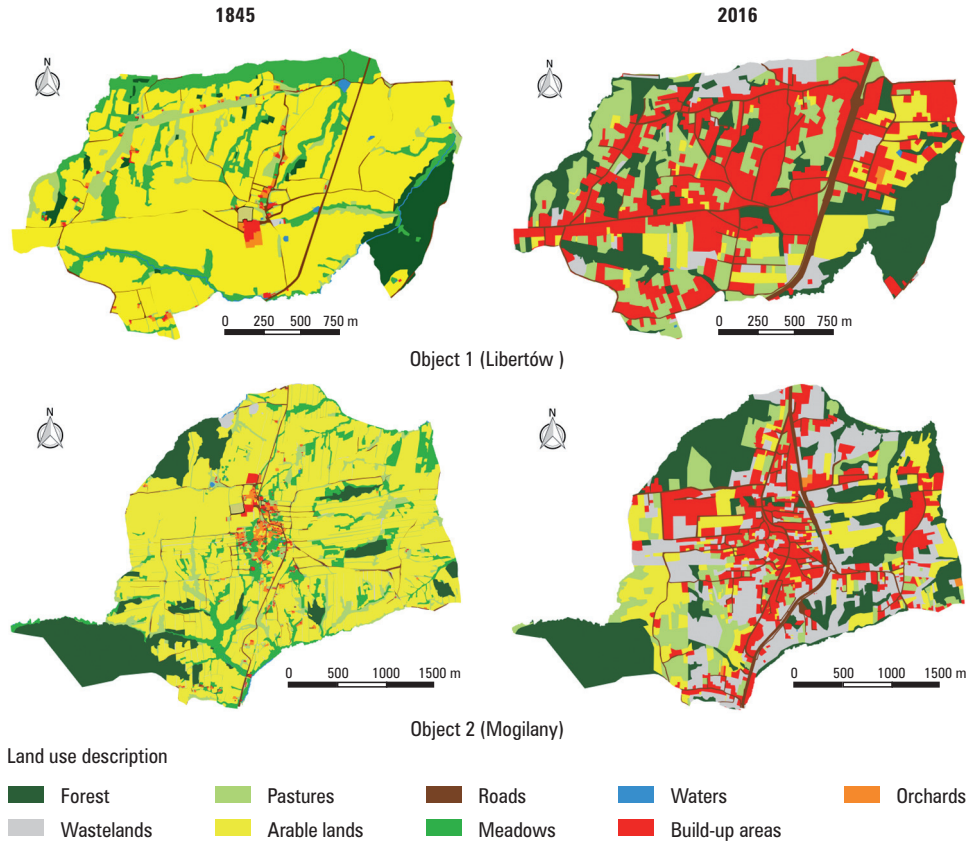 1845 2016
N N
0 250 500 750 m 0 250 500 750 m
Object 1 (Libertów )
N N
0 500 1000 1500 m 0 500 1000 1500 m
Object 2 (Mogilany)
Land use description
Forest Pastures Roads Waters Orchards
Wastelands Arable lands Meadows Build-up areas